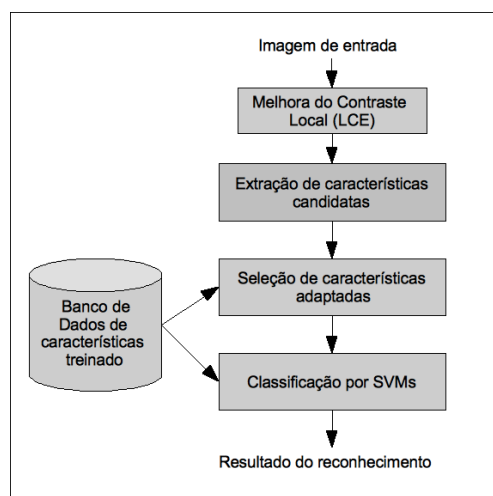 Imagem de entrada
Melhora do Contraste
Local (LCE)
Extração de características
candidatas
Seleção de características
adaptadas
Banco de
Dados de
características
treinado
Classificação por SVMs
Resultado do reconhecimento